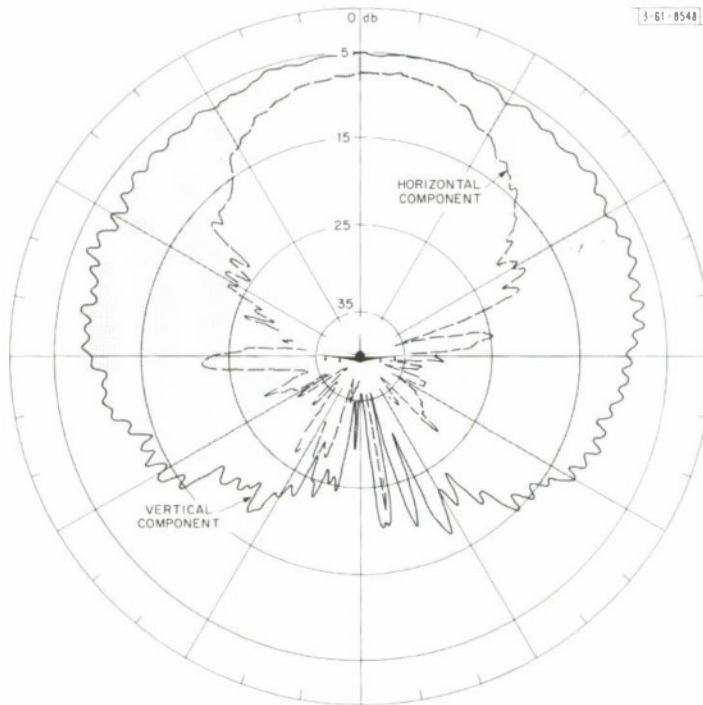 3-61-8548
0 db
5
15
HORIZONTAL
COMPONENT
25
35
VERTICAL
COMPONENT